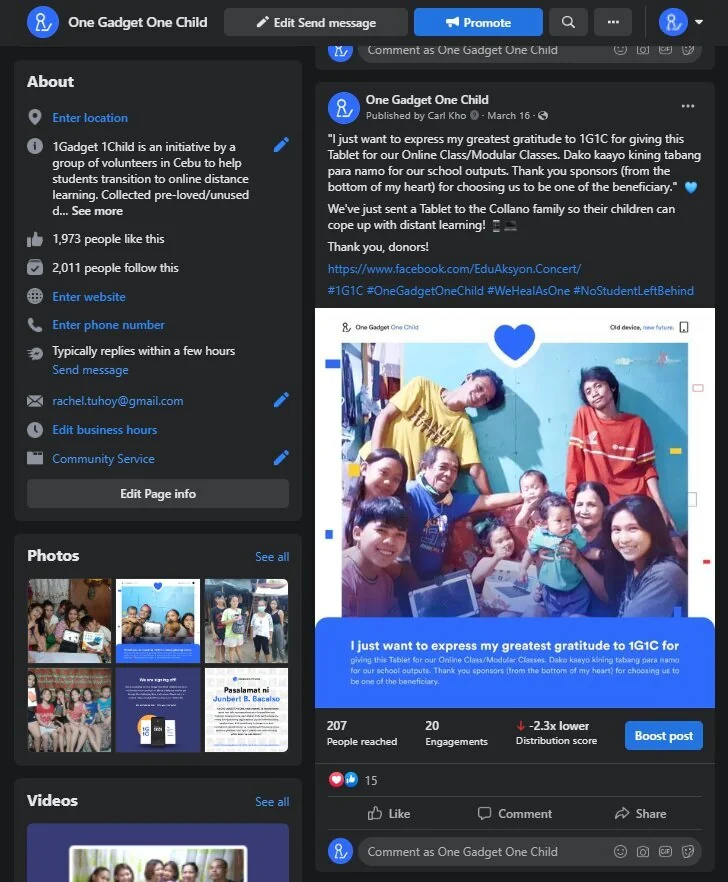 One Gadget One Child
Edit Send message
Promote
Comment as One Gadget One Child
About
Enter location
1Gadget 1Child is an initiative by a
group of volunteers in Cebu to help
students transition to online distance
learning. Collected pre-loved/unused
d... See more
1,973 people like this
2,011 people follow this
Enter website
Enter phone number
Typically replies within a few hours
Send message
rachel.tuhoy@gmail.com
Edit business hours
Community Service
Edit Page info
Photos
See all
We are signing off!
Pasalamat ni
Junbert B. Bacalso
Videos
See all
One Gadget One Child
Published by Carl Kho · March 16 ·
"I just want to express my greatest gratitude to 1G1C for giving this
Tablet for our Online Class/Modular Classes. Dako kaayo kining tabang
para namo for our school outputs. Thank you sponsors (from the
bottom of my heart) for choosing us to be one of the beneficiary."
We've just sent a Tablet to the Collano family so their children can
cope up with distant learning!
Thank you, donors!
https://www.facebook.com/EduAksyon.Concert/
#1G1C #OneGadgetOneChild #WeHealAsOne #NoStudentLeftBehind
One Gadget One Child
Old device, new future.
I just want to express my greatest gratitude to 1G1C for
giving this Tablet for our Online Class/Modular Classes. Dako kaayo kining tabang para namo
for our school outputs. Thank you sponsors (from the bottom of my heart) for choosing us to
be one of the beneficiary.
207
People reached
20
Engagements
-2.3x lower
Distribution score
Boost post
15
Like
Comment
Share
Comment as One Gadget One Child
GIF